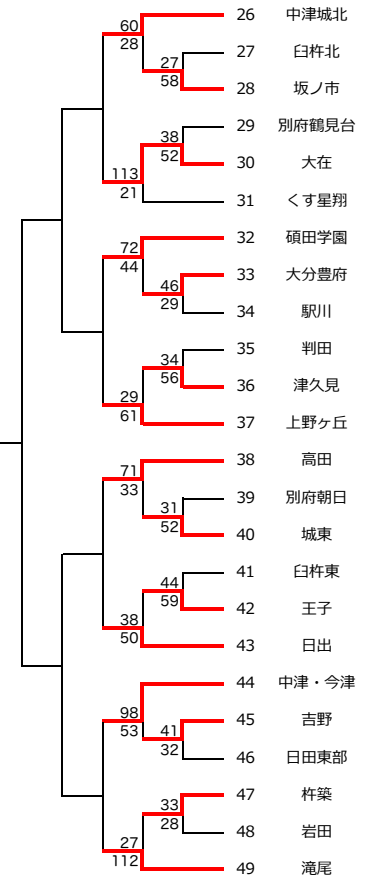 60
26 中津城北
28
27 臼杵北
27
58
28 坂ノ市
29 別府鶴見台
38
52
30 大在
113
21
31 くす星翔
32 碩田学園
72
44
33 大分豊府
46
29
34 駅川
35 判田
34
56
36 津久見
29
61
37 上野ヶ丘
38 高田
71
33
39 別府朝日
31
52
40 城東
41 臼杵東
44
59
42 王子
38
50
43 日出
44 中津・今津
98
53
45 吉野
41
32
46 日田東部
47 杵築
33
28
48 岩田
27
112
49 滝尾